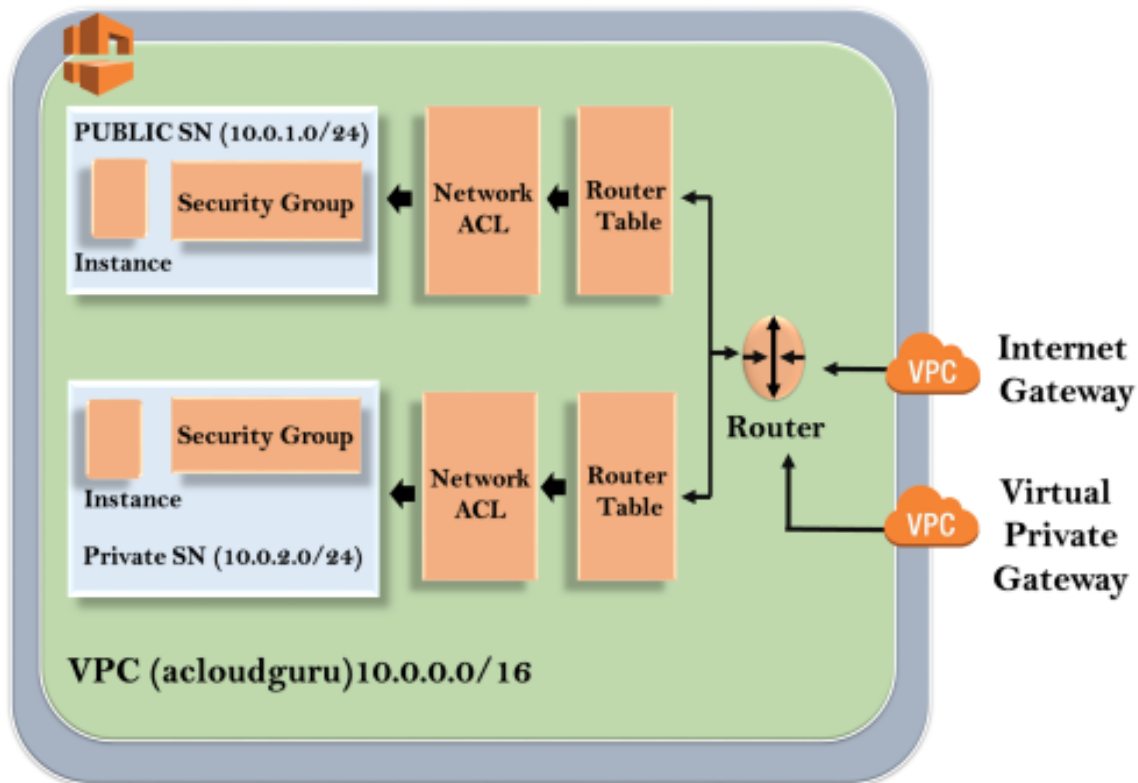 PUBLIC SN (10.0.1.0/24)
Security Group
Instance
Network
ACL
Router
Table
Router
VPC
Internet
Gateway
Security Group
Instance
Private SN (10.0.2.0/24)
Network
ACL
Router
Table
VPC
Virtual
Private
Gateway
VPC (acloudguru)10.0.0.0/16